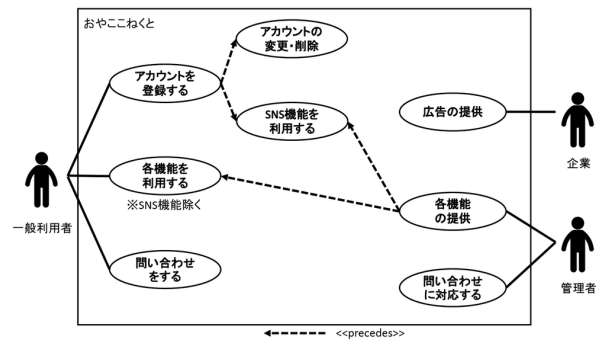 おやここねくと
アカウントの
変更・削除
アカウントを
登録する
SNS機能を
利用する
広告の提供
企業
各機能を
利用する
※SNS機能除く
一般利用者
各機能
の提供
問い合わせ
をする
問い合わせ
に対応する
管理者
<<precedes>>